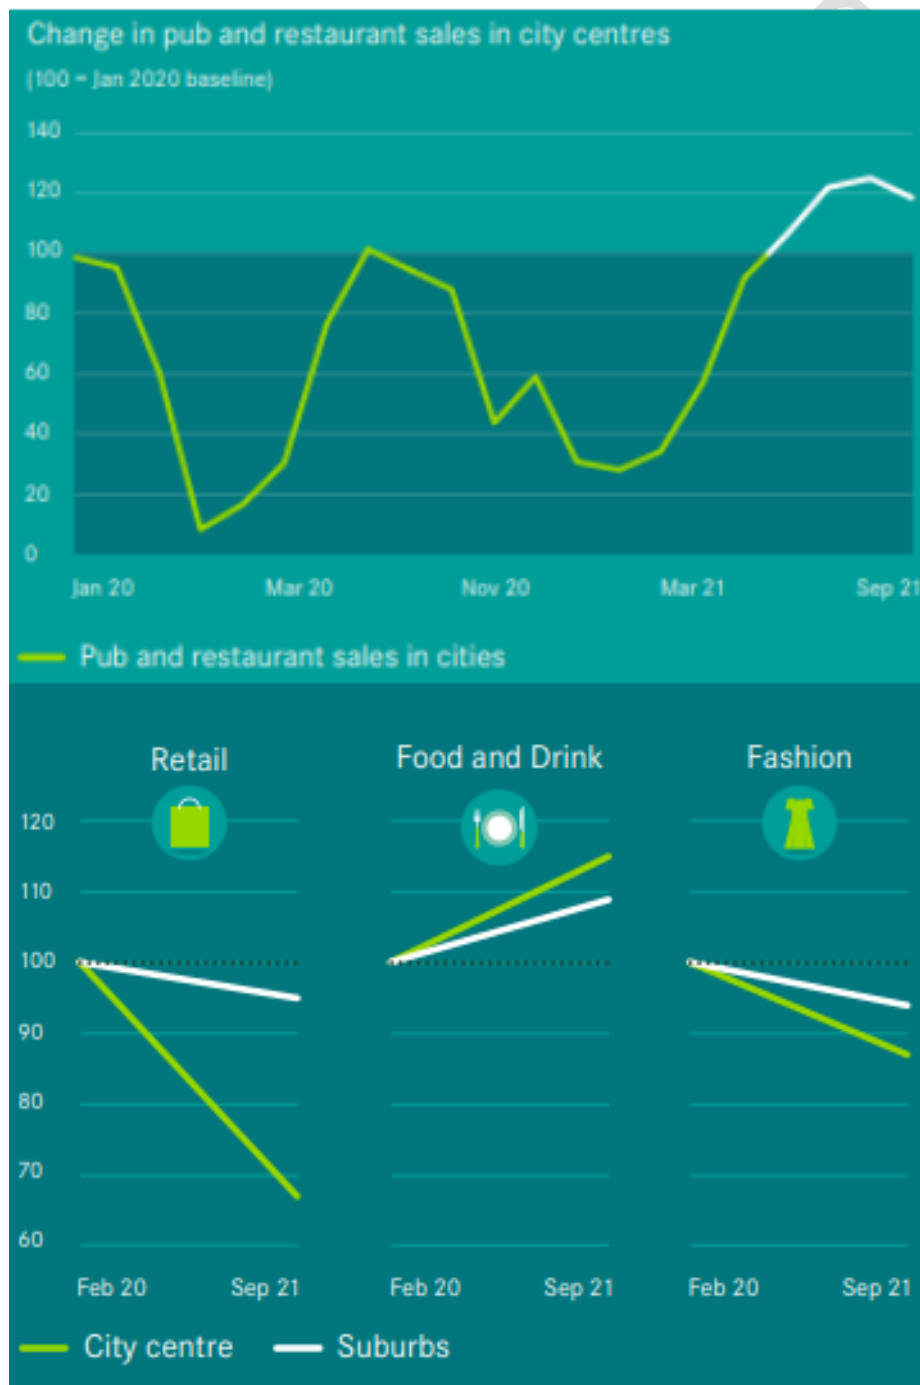 Change in pub and restaurant sales in city centres
(100 = Jan 2020 baseline)
140
120
100
80
60
40
20
0
Jan 20 Mar 20 Nov 20 Mar 21 Sep 21
Pub and restaurant sales in cities
Retail Food and Drink Fashion
120
110
100
90
80
70
60
Feb 20 Sep 21 Feb 20 Sep 21 Feb 20 Sep 21
City centre Suburbs